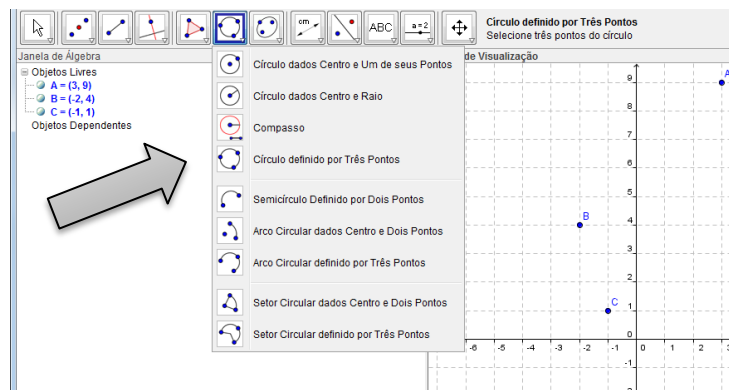 cm
ABC
a=2
Círculo definido por Três Pontos
Selecione três pontos do círculo
Janela de Álgebra
Objetos Livres
A = (3, 9)
B = (-2, 4)
C = (-1, 1)
Objetos Dependentes
Círculo dados Centro e Um de seus Pontos
Círculo dados Centro e Raio
Compasso
Círculo definido por Três Pontos
Semicírculo Definido por Dois Pontos
Arco Circular dados Centro e Dois Pontos
Arco Circular definido por Três Pontos
Setor Circular dados Centro e Dois Pontos
Setor Circular definido por Três Pontos
de Visualização
A
9
8
7
6
5
B
4
3
2
C
1
0
-6 -5 -4 -3 -2 -1 0 1 2 3
-1